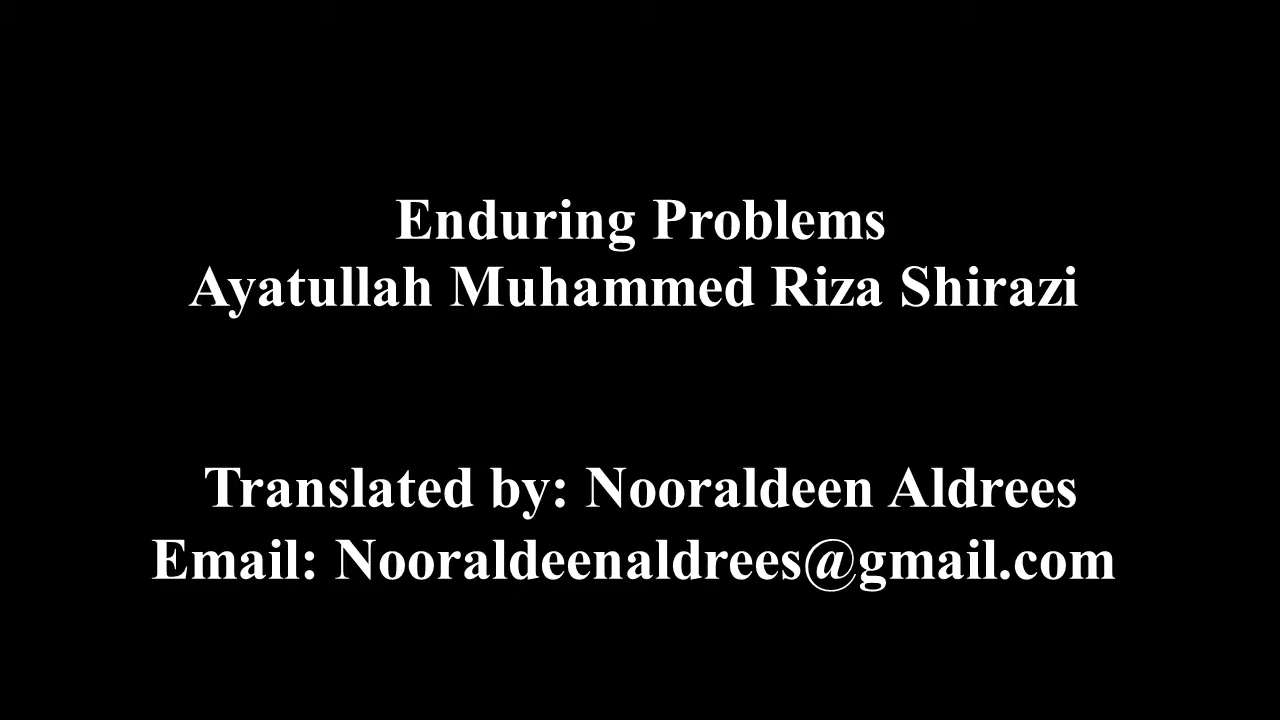 Enduring Problems
Ayatullah Muhammed Riza Shirazi
Translated by: Nooraldeen Aldrees
Email: Nooraldeenaldrees@gmail.com